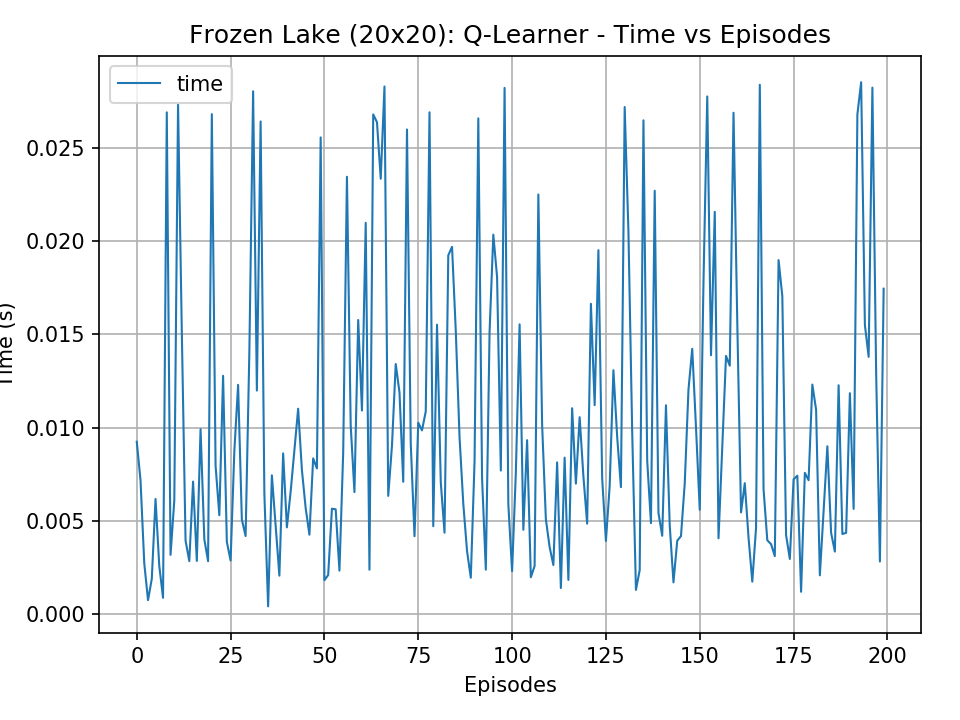 Frozen Lake (20x20): Q-Learner - Time vs Episodes
time
0.025
0.020
0.015
0.010
0.005
0.000
Time (s)
0 25 50 75 100 125 150 175 200
Episodes